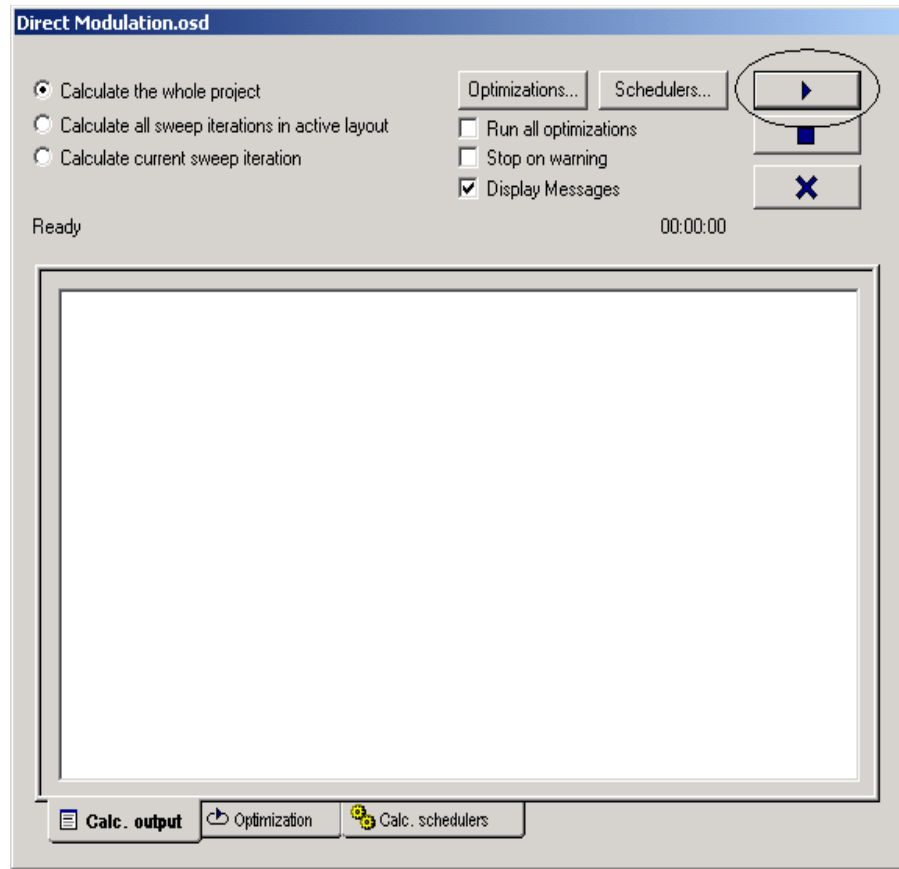 Direct Modulation.osd
Calculate the whole project
Optimizations... Schedulers...
Calculate all sweep iterations in active layout
Run all optimizations
Calculate current sweep iteration
Stop on warning
Display Messages
Ready
00:00:00
Calc. output Optimization Calc. schedulers